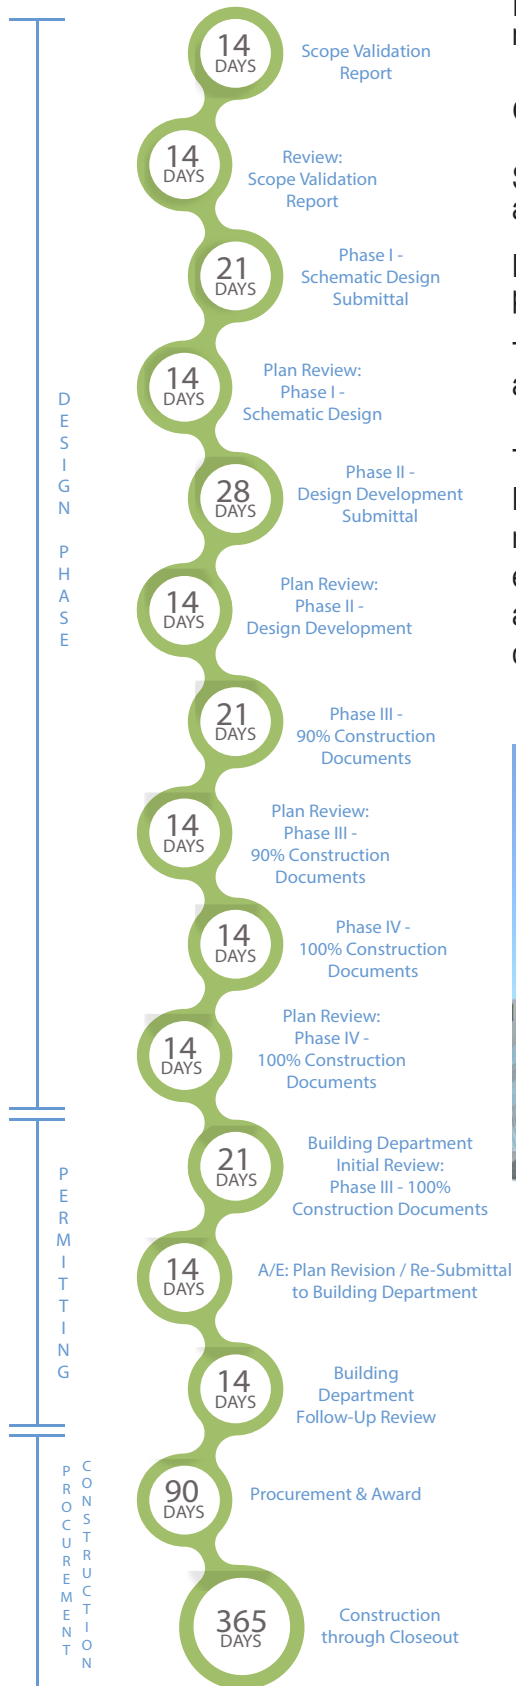 14
DAYS
Scope Validation
Report
14
DAYS
Review:
Scope Validation
Report
21
DAYS
Phase I -
Schematic Design
Submittal
14
DAYS
Plan Review:
Phase I -
Schematic Design
28
DAYS
Phase II -
Design Development
Submittal
14
DAYS
Plan Review:
Phase II -
Design Development
21
DAYS
Phase III -
90% Construction
Documents
14
DAYS
Plan Review:
Phase III -
90% Construction
Documents
14
DAYS
Phase IV -
100% Construction
Documents
14
DAYS
Plan Review:
Phase IV -
100% Construction
Documents
DESIGN PHASE
21
DAYS
Building Department
Initial Review:
Phase III - 100%
Construction Documents
14
DAYS
A/E: Plan Revision / Re-Submittal
to Building Department
14
DAYS
Building
Department
Follow-Up Review
PERMITTING
90
DAYS
Procurement & Award
365
DAYS
Construction
through Closeout
PROCUREMENT
CONSTRUCTION